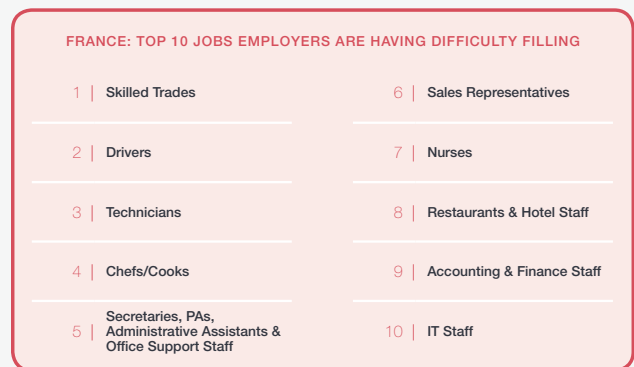 FRANCE: TOP 10 JOBS EMPLOYERS ARE HAVING DIFFICULTY FILLING
1 | Skilled Trades
2 | Drivers
3 | Technicians
4 | Chefs/Cooks
5 | Secretaries, PAs,
Administrative Assistants &
Office Support Staff
6 | Sales Representatives
7 | Nurses
8 | Restaurants & Hotel Staff
9 | Accounting & Finance Staff
10 | IT Staff